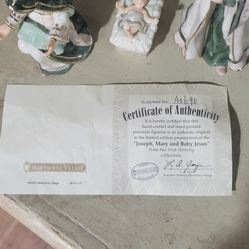 Sculpture No. A0690
Certificate of Authenticity
It is hereby certified that this
hand-crafted and hand-painted
porcelain figurine is an authentic original
in the limited edition presentation of the
"Joseph, Mary and Baby Jesus"
from the Irish Nativity
collection.
HAWTHORNE VILLAGE